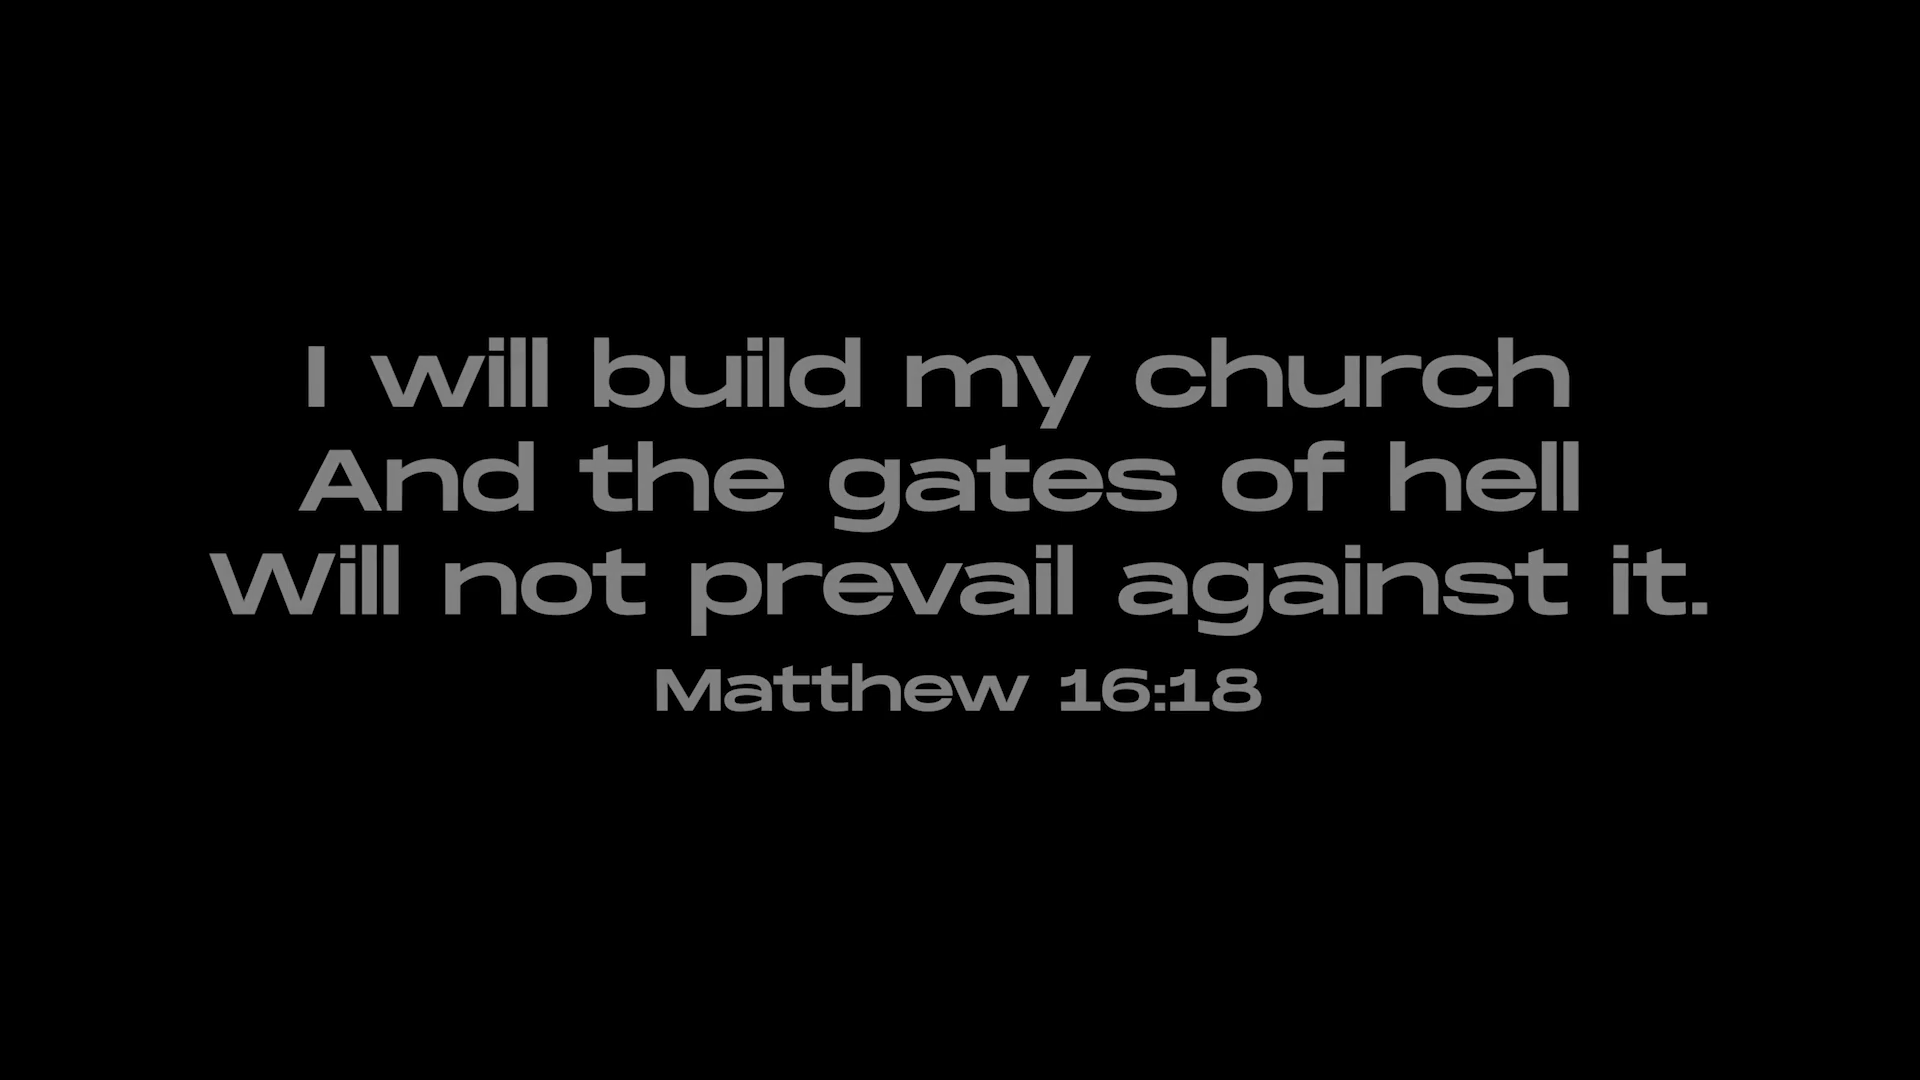 I will build my church
And the gates of hell
Will not prevail against it.
Matthew 16:18